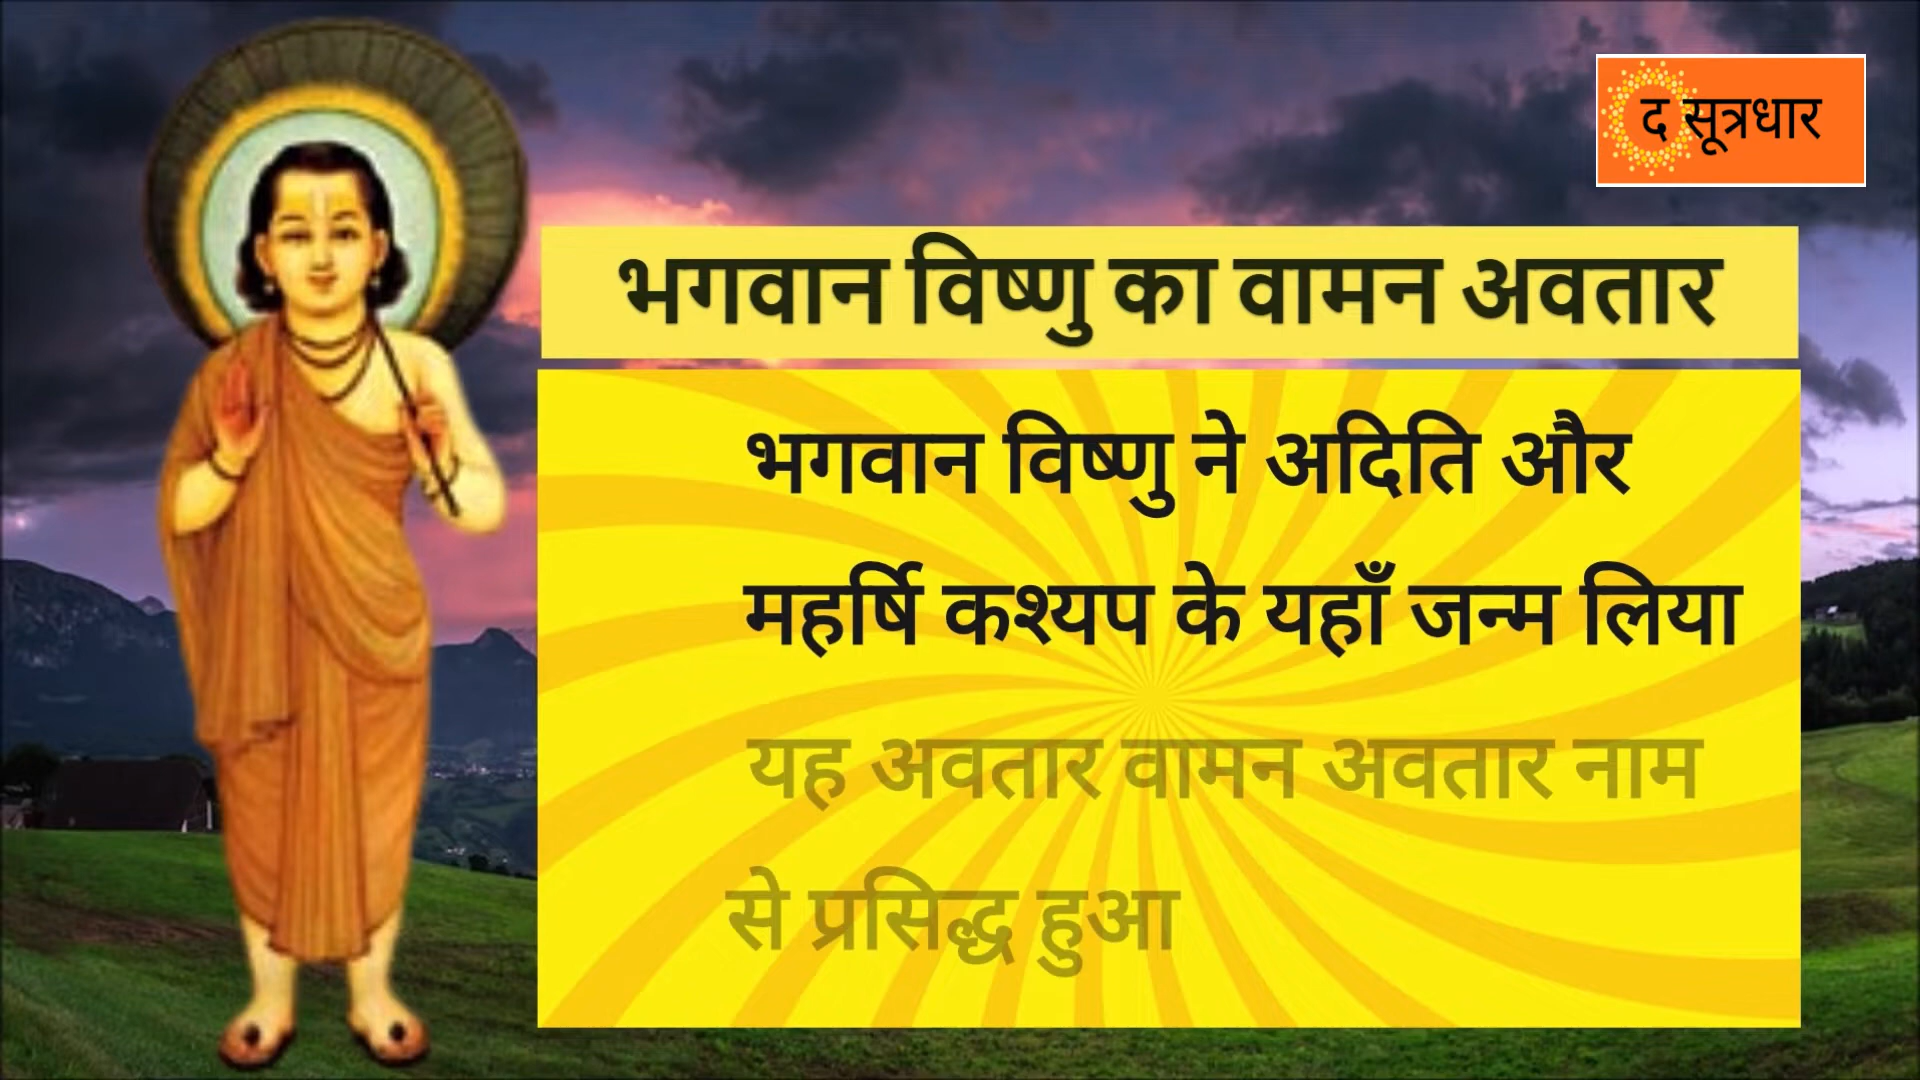 द सूत्रधार
भगवान विष्णु का वामन अवतार
भगवान विष्णु ने अदिति और
महर्षि कश्यप के यहाँ जन्म लिया
यह अवतार वामन अवतार नाम
से प्रसिद्ध हुआ